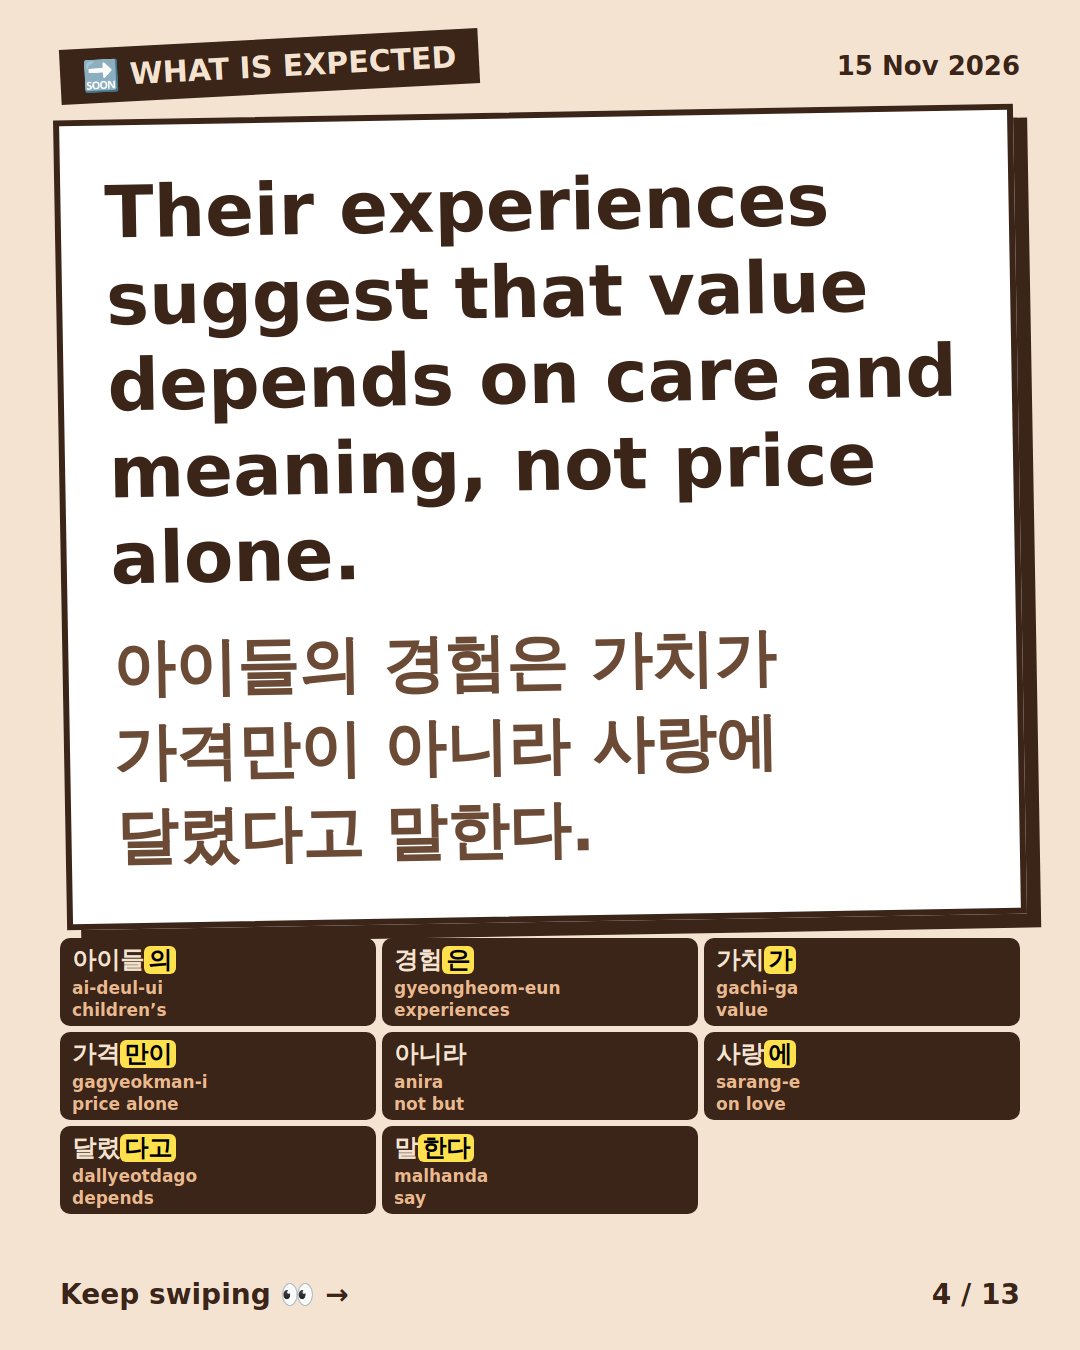 🔜 WHAT IS EXPECTED
15 Nov 2026
Their experiences
suggest that value
depends on care and
meaning, not price
alone.
아이들의 경험은 가치가
가격만이 아니라 사랑에
달렸다고 말한다.
아이들의
ai-deul-ui
children’s
경험은
gyeongheom-eun
experiences
가치가
gachi-ga
value
가격만이
gagyeokman-i
price alone
아니라
anira
not but
사랑에
sarang-e
on love
달렸다고
dallyeotdago
depends
말한다
malhanda
say
Keep swiping 👀 →
4 / 13